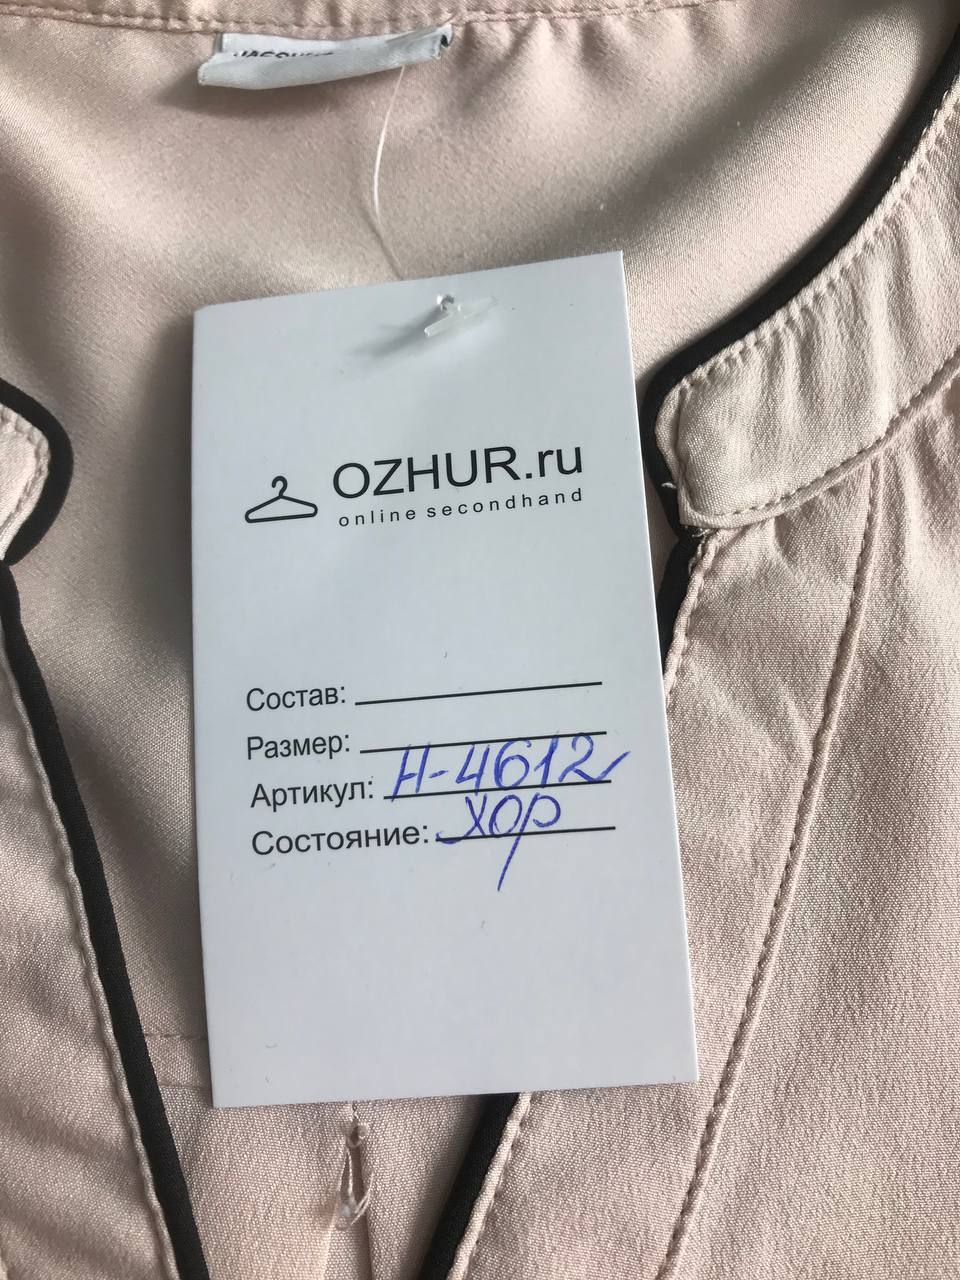 OZHUR.ru
online secondhand
Состав:
Размер:
Артикул: Н-4612
Состояние: хор